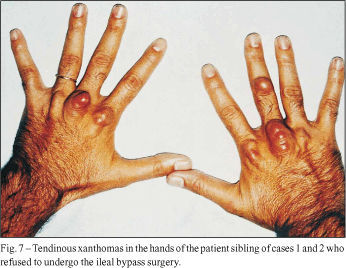 Fig. 7 – Tendinous xanthomas in the hands of the patient sibling of cases 1 and 2 who
refused to undergo the ileal bypass surgery.